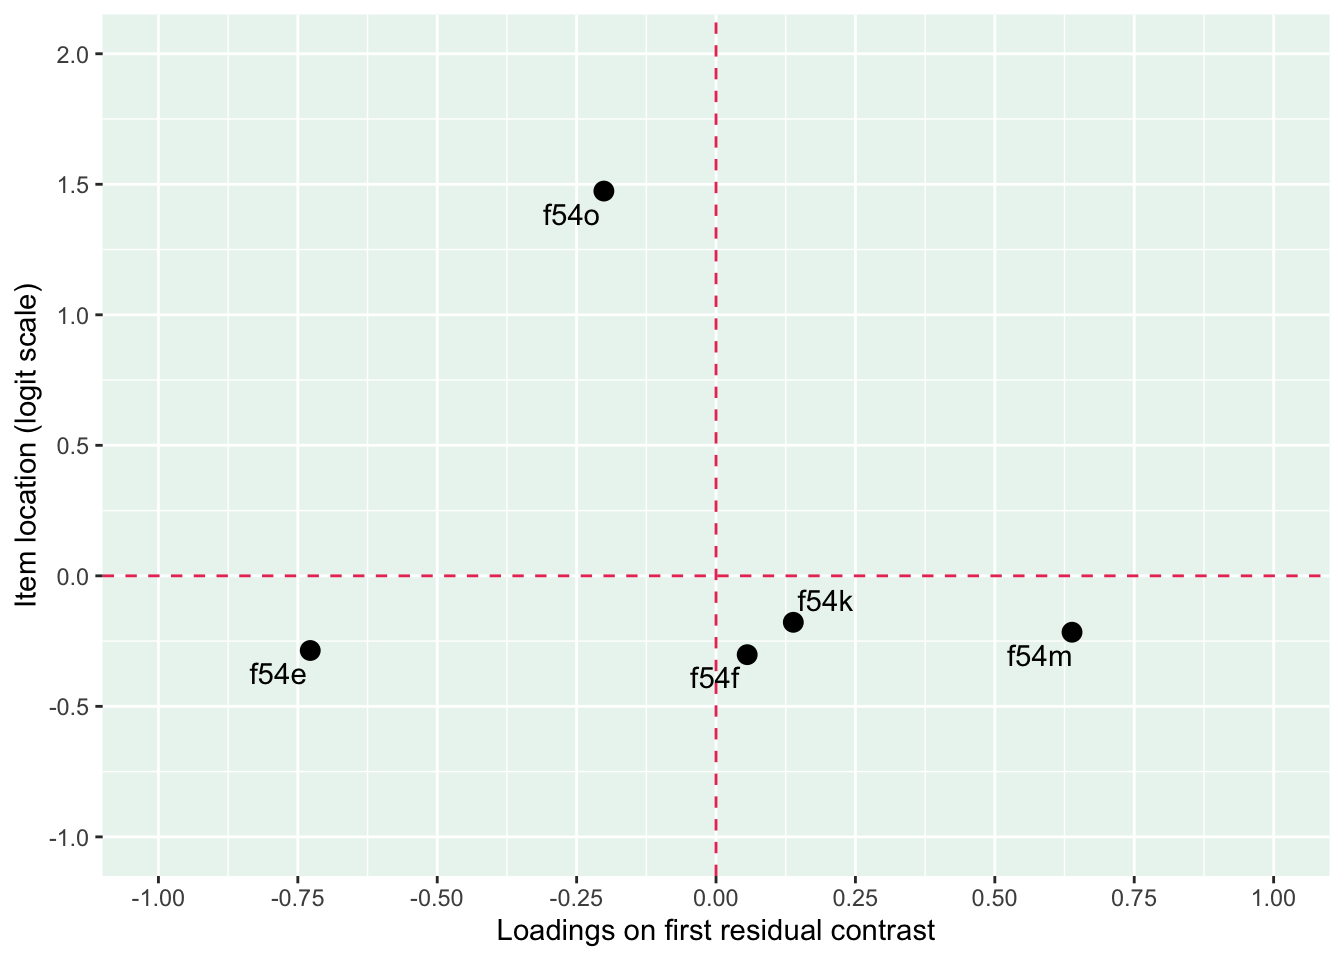 2.0
1.5
1.0
0.5
0.0
-0.5
-1.0
Item location (logit scale)
f54o
f54k
f54e
f54f
f54m
-1.00 -0.75 -0.50 -0.25 0.00 0.25 0.50 0.75 1.00
Loadings on first residual contrast